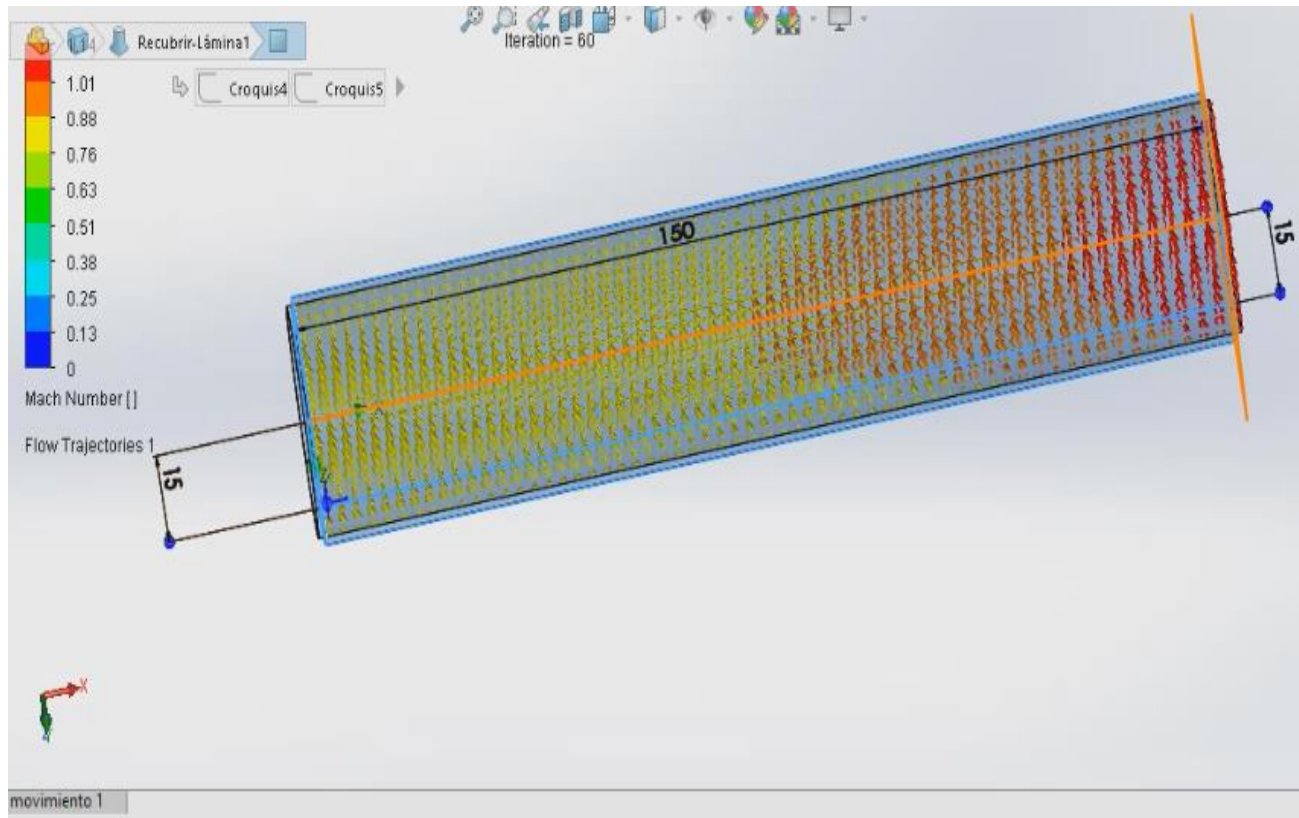 Recubrir-Lámina1
Iteration = 60
Croquis4
Croquis5
1.01
0.88
0.76
0.63
0.51
0.38
0.25
0.13
0
Mach Number [ ]
Flow Trajectories 1
150
15
15
X
movimiento 1